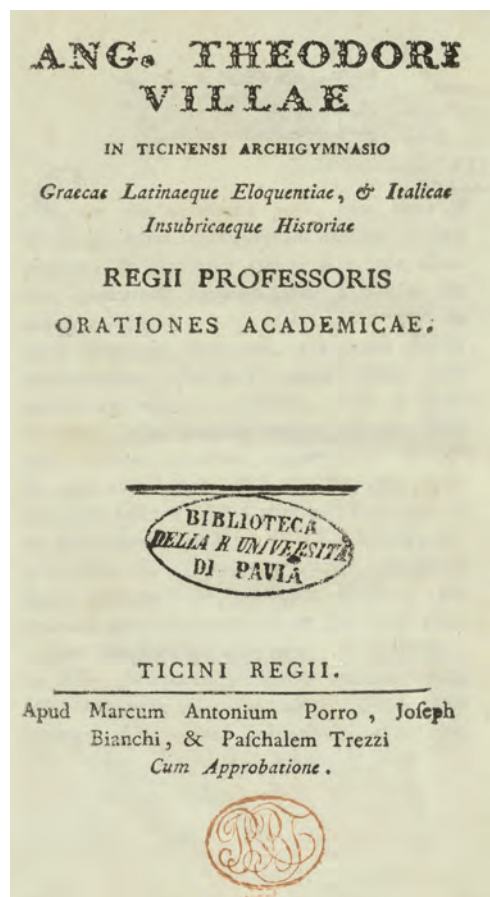 ANG. THEODORI
VILLAE
IN TICINENSI ARCHIGYMNASIO
Graecae Latinaeque Eloquentiae, & Italicae
Insubricaeque Historiae
REGII PROFESSORIS
ORATIONES ACADEMICAE.
BIBLIOTECA
DELLA R UNIVERSITÀ
DI PAVIA
TICINI REGII.
Apud Marcum Antonium Porro , Joſeph
Bianchi, & Paſchalem Trezzi
Cum Approbatione .